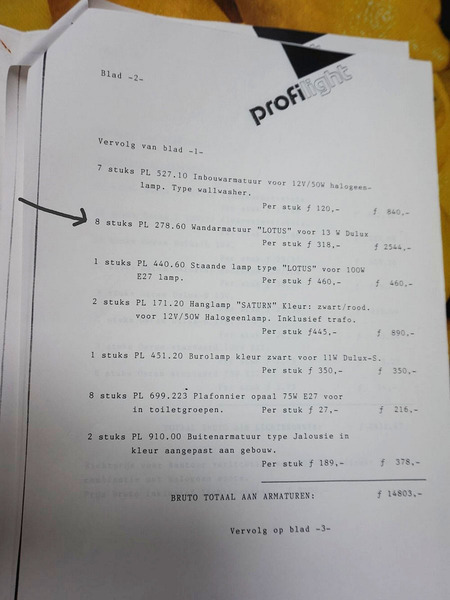 Blad -2-
profilight
Vervolg van blad -1-
7 stuks PL 527.10 Inbouwarmatuur voor 12V/50W halogeen-
lamp. Type wallwasher.
Per stuk ƒ 120,- ƒ 840,-
8 stuks PL 278.60 Wandarmatuur "LOTUS" voor 13 W Dulux
Per stuk ƒ 318,- ƒ 2544,-
1 stuks PL 440.60 Staande lamp type "LOTUS" voor 100W
E27 lamp. Per stuk ƒ 460,- ƒ 460,-
2 stuks PL 171.20 Hanglamp "SATURN" Kleur: zwart/rood.
voor 12V/50W Halogeenlamp. Inklusief trafo.
Per stuk ƒ445,- ƒ 890,-
1 stuks PL 451.20 Burolamp kleur zwart voor 11W Dulux-S.
Per stuk ƒ 350,- ƒ 350,-
8 stuks PL 699.223 Plafonnier opaal 75W E27 voor
in toiletgroepen. Per stuk ƒ 27,- ƒ 216,-
2 stuks PL 910.00 Buitenarmatuur type Jalousie in
kleur aangepast aan gebouw.
Per stuk ƒ 189,- ƒ 378,-
BRUTO TOTAAL AAN ARMATUREN: ƒ 14803,-
Vervolg op blad -3-